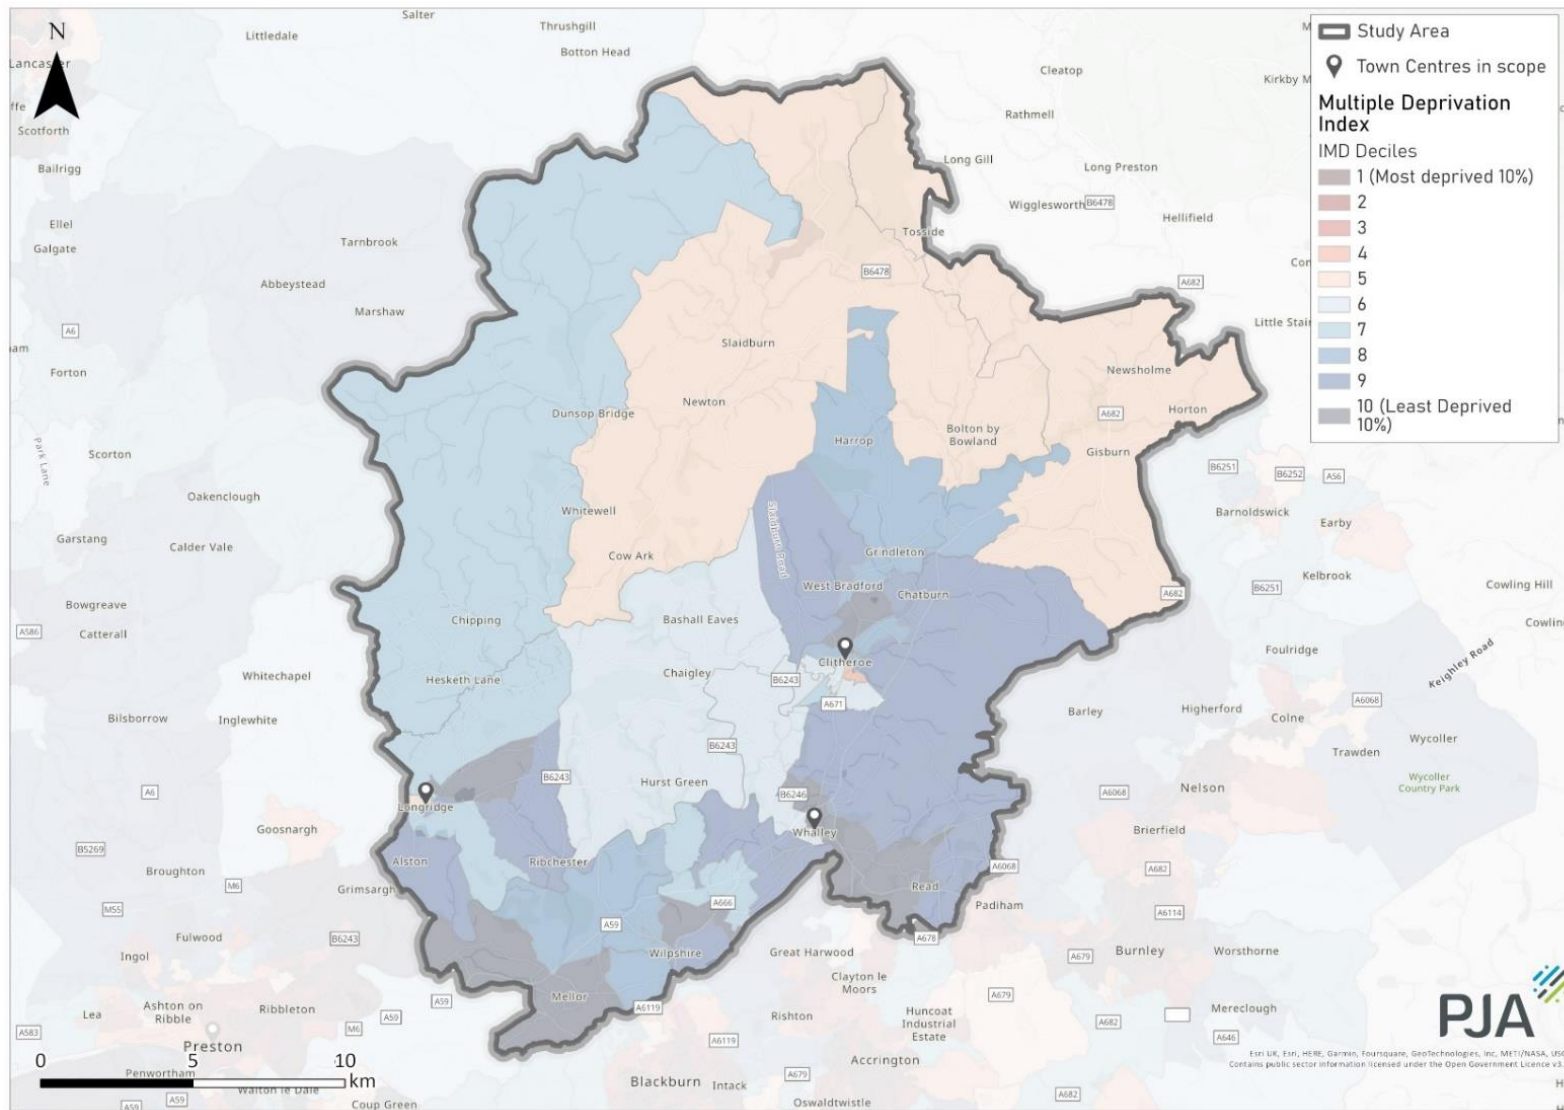 N
Salter
Littledale
Thrushgill
Botton Head
Lancaster
Scotforth
Bailrigg
Ellel
Galgate
Tarnbrook
Abbeystead
Marshaw
A6
Forton
Park Lane
Scorton
Oakenclough
Garstang
Calder Vale
Bowgreave
A586
Catterall
Whitechapel
Bilsborrow
Inglewhite
A6
Goosnargh
B5269
Broughton
M6
Grimsargh
M55
Fulwood
B6243
Ingol
Lea
Ashton on
Ribble
Ribbleton
A59
A59
M6
A583
Preston
Penwortham
Walton le Dale
A59
A59
Coup Green
Cleatop
Rathmell
Long Gill
Long Preston
Wigglesworth
B6478
Hellifield
Tosside
B6478
A682
Slaidburn
Newton
Dunsop Bridge
Newsholme
A682
Horton
Harrop
Bolton by
Bowland
Gisburn
Whitewell
Cow Ark
Slaidburn Road
Grindleton
West Bradford
Chatburn
A682
Chipping
Bashall Eaves
Clitheroe
Chaigley
B6243
A671
Hesketh Lane
B6243
Hurst Green
B6243
B6246
Longridge
Whalley
Alston
Ribchester
Read
A6068
A666
A59
Wilpshire
A678
Mellor
A6119
B6251
B6252
A56
Barnoldswick
Earby
Kelbrook
B6251
Cowling Hill
Foulridge
Keighley Road
Barley
Higherford
A6068
Colne
Trawden
Wycoller
Wycoller
Country Park
A6068
Nelson
Brierfield
A682
Padiham
A6114
Burnley
Worsthorne
A679
Great Harwood
Clayton le
Moors
A679
Huncoat
Industrial
Estate
Mereclough
A682
A646
Rishton
A6119
Accrington
A679
Blackburn
Intack
Oswaldtwistle
A682
Study Area
Town Centres in scope
Multiple Deprivation
Index
IMD Deciles
1 (Most deprived 10%)
2
3
4
5
6
7
8
9
10 (Least Deprived
10%)
0 5 10
km
PJA
Esri UK, Esri, HERE, Garmin, Foursquare, GeoTechnologies, Inc, METI/NASA,
Contains public sector information licensed under the Open Government Licence